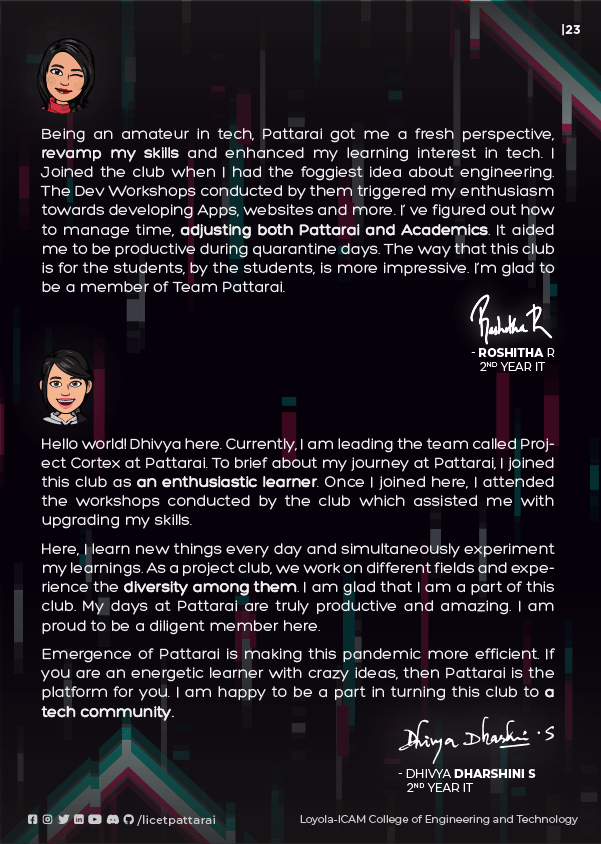 |23
Being an amateur in tech, Pattarai got me a fresh perspective,
revamp my skills and enhanced my learning interest in tech. I
Joined the club when I had the foggiest idea about engineering.
The Dev Workshops conducted by them triggered my enthusiasm
towards developing Apps, websites and more. I' ve figured out how
to manage time, adjusting both Pattarai and Academics. It aided
me to be productive during quarantine days. The way that this club
is for the students, by the students, is more impressive. I'm glad to
be a member of Team Pattarai.
Roshitha R
- ROSHITHA R
2ND YEAR IT
Hello world! Dhivya here. Currently, I am leading the team called Proj-
ect Cortex at Pattarai. To brief about my journey at Pattarai, I joined
this club as an enthusiastic learner. Once I joined here, I attended
the workshops conducted by the club which assisted me with
upgrading my skills.
Here, I learn new things every day and simultaneously experiment
my learnings. As a project club, we work on different fields and expe-
rience the diversity among them. I am glad that I am a part of this
club. My days at Pattarai are truly productive and amazing. I am
proud to be a diligent member here.
Emergence of Pattarai is making this pandemic more efficient. If
you are an energetic learner with crazy ideas, then Pattarai is the
platform for you. I am happy to be a part in turning this club to a
tech community.
Dhivya Dharshini . S
- DHIVYA DHARSHINI S
2ND YEAR IT
/licetpattarai
Loyola-ICAM College of Engineering and Technology